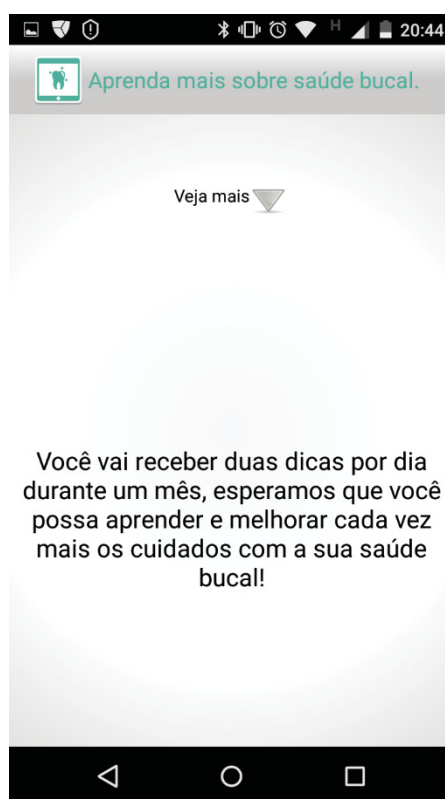 H 20:44
Aprenda mais sobre saúde bucal.
Veja mais
Você vai receber duas dicas por dia
durante um mês, esperamos que você
possa aprender e melhorar cada vez
mais os cuidados com a sua saúde
bucal!